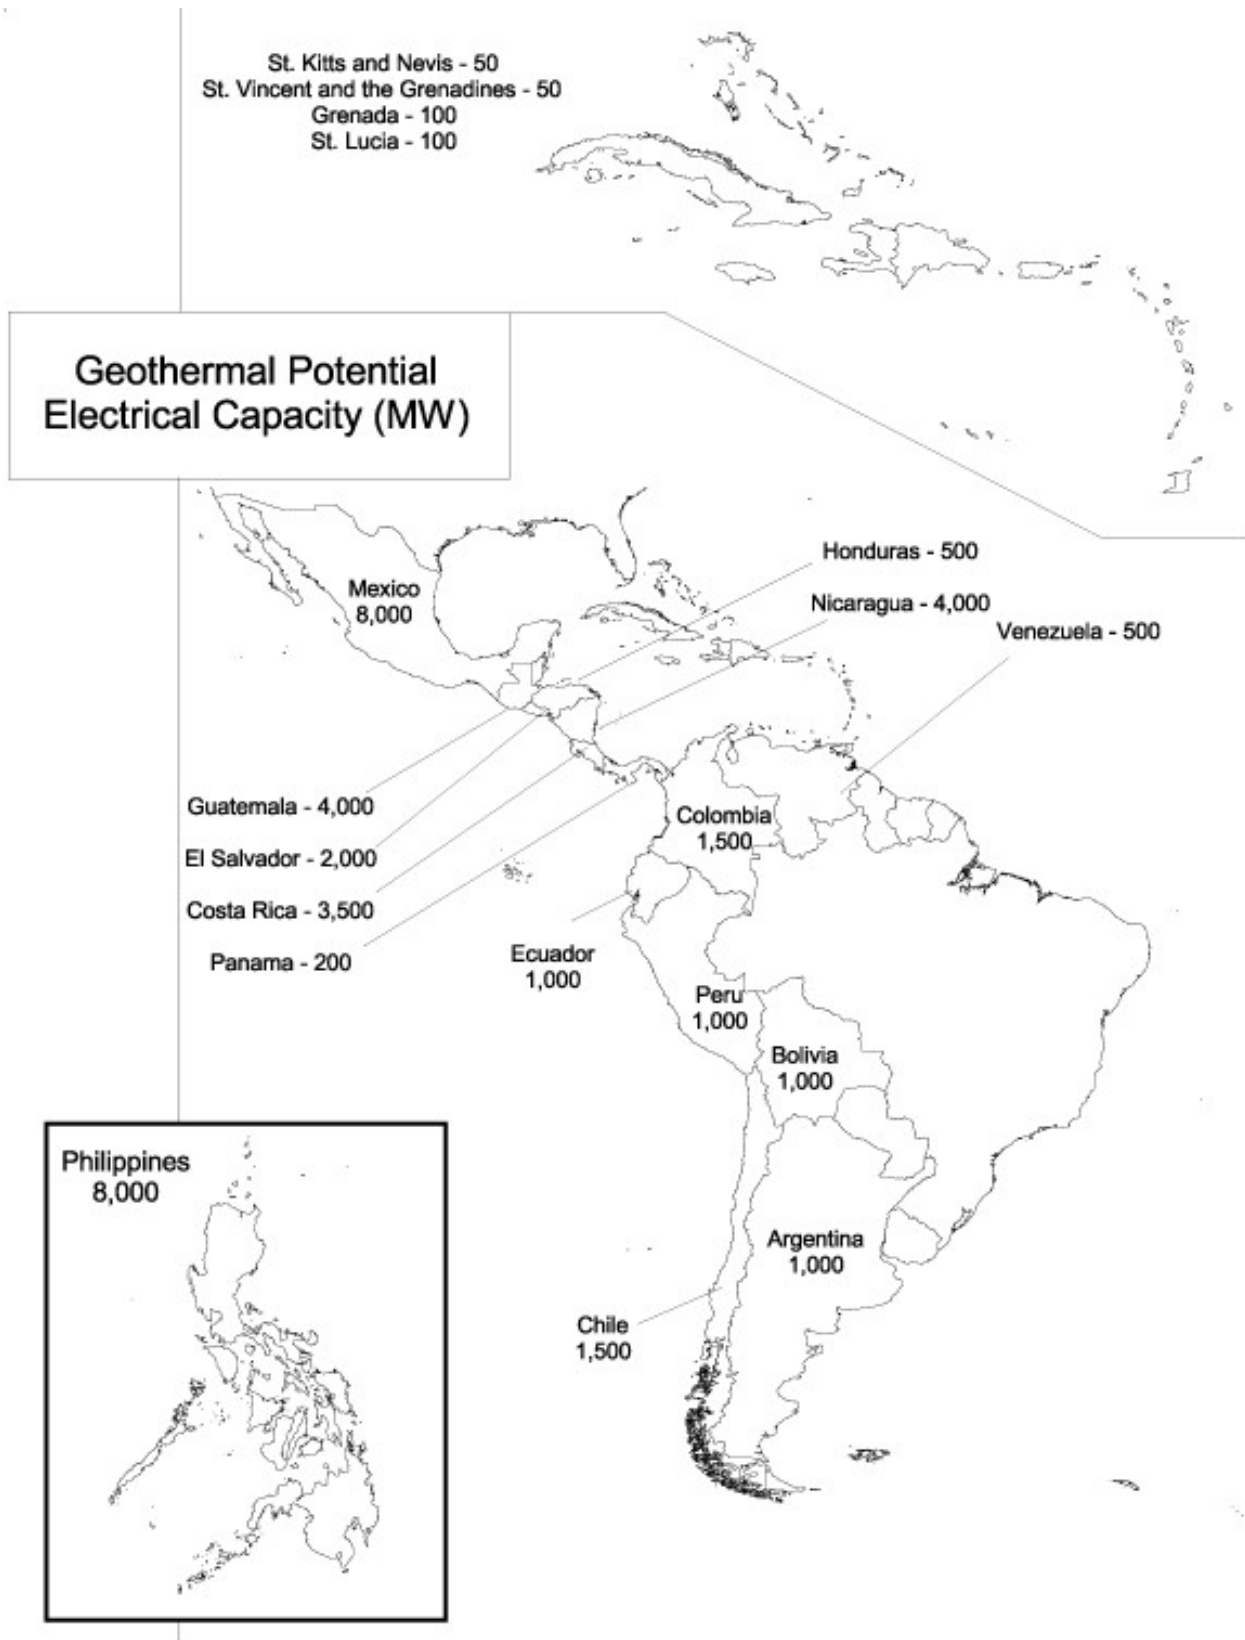 St. Kitts and Nevis - 50
St. Vincent and the Grenadines - 50
Grenada - 100
St. Lucia - 100
Geothermal Potential
Electrical Capacity (MW)
Honduras - 500
Mexico
8,000
Nicaragua - 4,000
Venezuela - 500
Guatemala - 4,000
Colombia
1,500
El Salvador - 2,000
Costa Rica - 3,500
Panama - 200
Ecuador
1,000
Peru
1,000
Bolivia
1,000
Philippines
8,000
Argentina
1,000
Chile
1,500